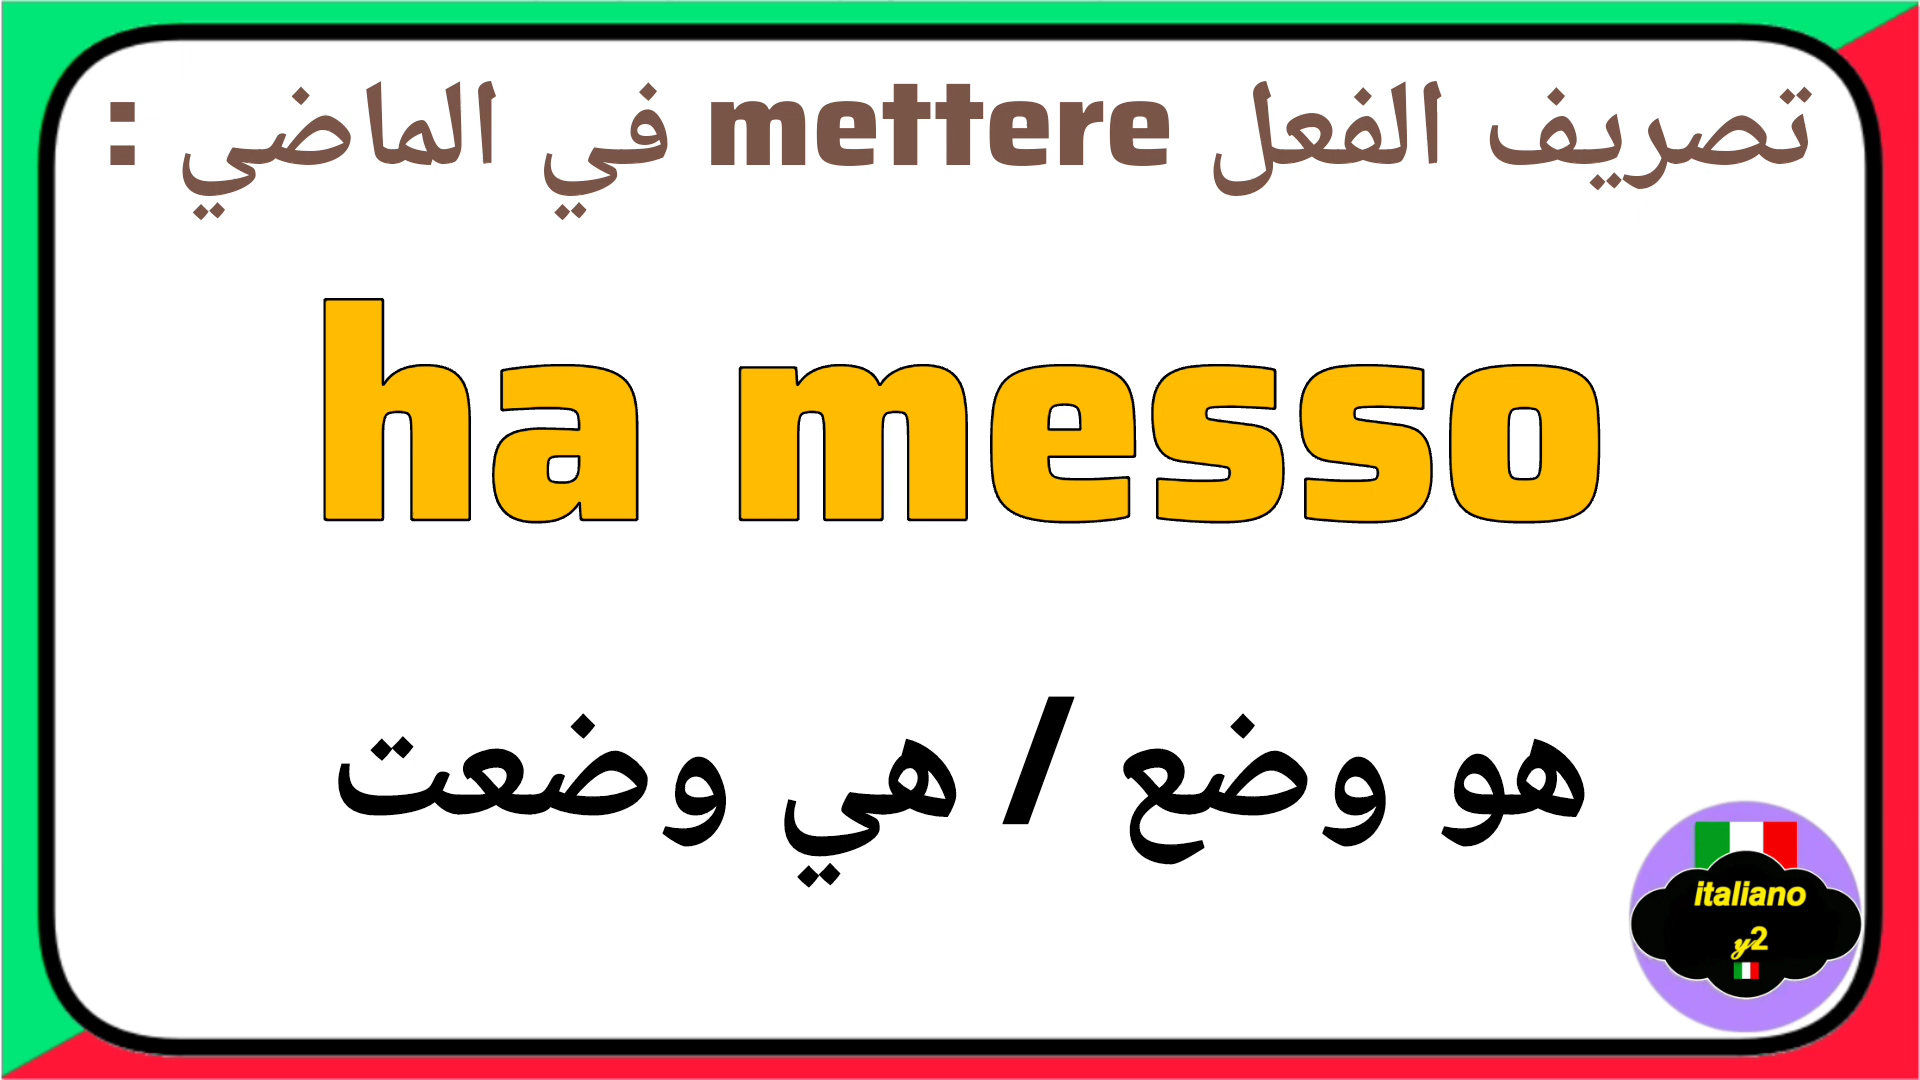 تصريف الفعل mettere في الماضي :
ha messo
هو وضع / هي وضعت
italiano
y2